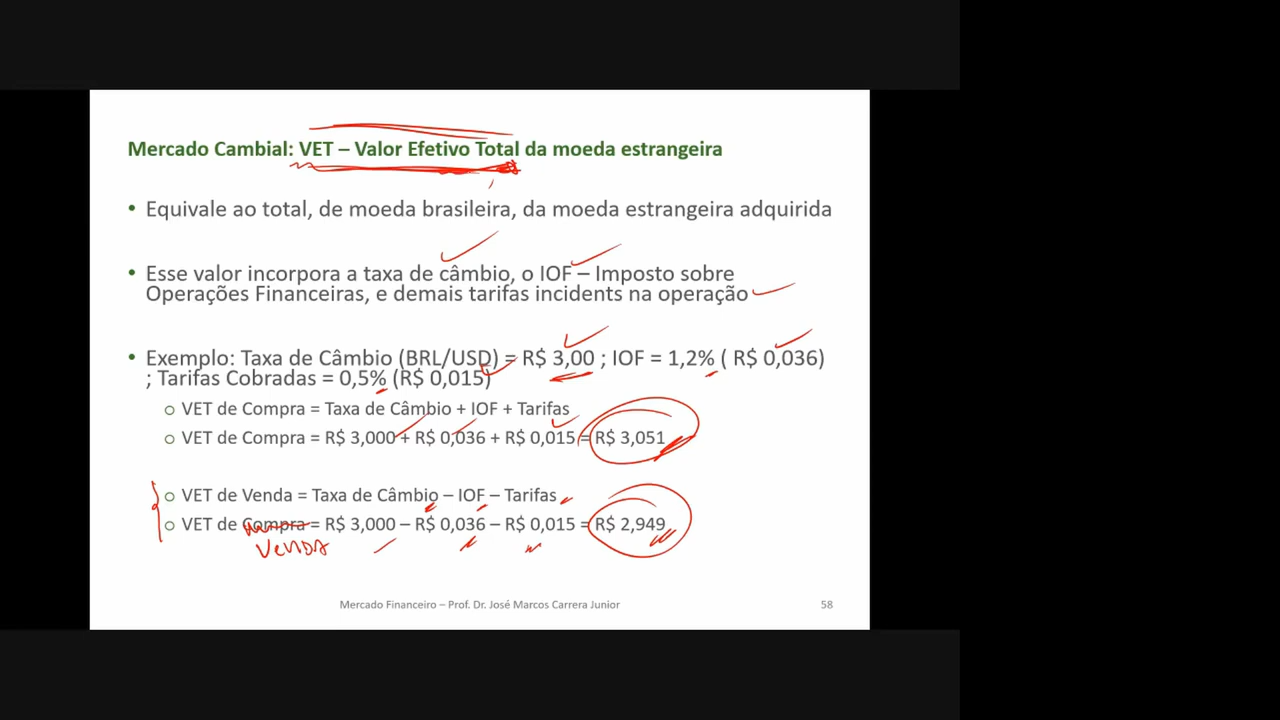 Mercado Cambial: VET – Valor Efetivo Total da moeda estrangeira
• Equivale ao total, de moeda brasileira, da moeda estrangeira adquirida
• Esse valor incorpora a taxa de câmbio, o IOF – Imposto sobre
Operações Financeiras, e demais tarifas incidents na operação
• Exemplo: Taxa de Câmbio (BRL/USD) = R$ 3,00 ; IOF = 1,2% ( R$ 0,036)
; Tarifas Cobradas = 0,5% (R$ 0,015)
o VET de Compra = Taxa de Câmbio + IOF + Tarifas
o VET de Compra = R$ 3,000 + R$ 0,036 + R$ 0,015 = R$ 3,051
o VET de Venda = Taxa de Câmbio – IOF – Tarifas
o VET de Compra = R$ 3,000 – R$ 0,036 – R$ 0,015 = R$ 2,949
Venda
Mercado Financeiro – Prof. Dr. José Marcos Carrera Junior
58